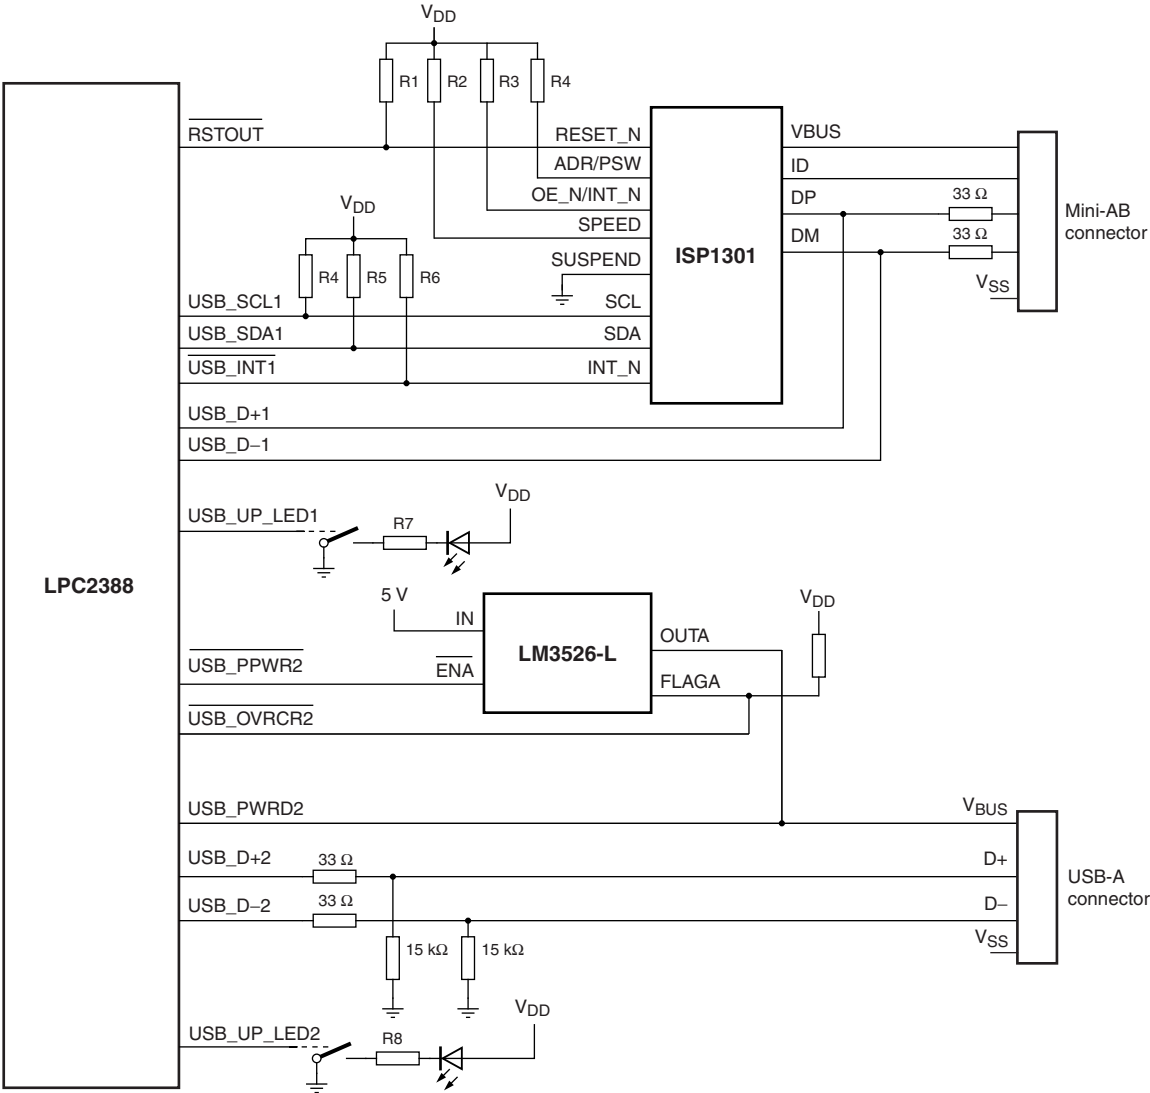 VDD
R1
R2
R3
R4
RSTOUT
RESET_N
VBUS
ADR/PSW
ID
OE_N/INT_N
DP
33 Ω
Mini-AB
connector
VDD
SPEED
DM
33 Ω
ISP1301
SUSPEND
R4
R5
R6
VSS
USB_SCL1
SCL
USB_SDA1
SDA
USB_INT1
INT_N
USB_D+1
USB_D−1
VDD
USB_UP_LED1
R7
LPC2388
5 V
IN
VDD
OUTA
LM3526-L
USB_PPWR2
ENA
FLAGA
USB_OVRCR2
USB_PWRD2
VBUS
USB_D+2
33 Ω
D+
USB-A
connector
USB_D−2
33 Ω
D−
VSS
15 kΩ
15 kΩ
VDD
USB_UP_LED2
R8